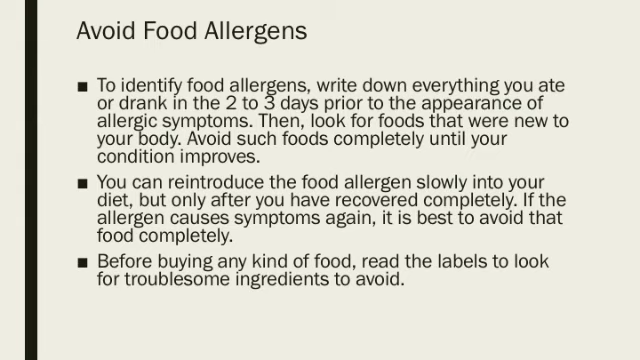 Avoid Food Allergens
■ To identify food allergens, write down everything you ate
or drank in the 2 to 3 days prior to the appearance of
allergic symptoms. Then, look for foods that were new to
your body. Avoid such foods completely until your
condition improves.
■ You can reintroduce the food allergen slowly into your
diet, but only after you have recovered completely. If the
allergen causes symptoms again, it is best to avoid that
food completely.
■ Before buying any kind of food, read the labels to look
for troublesome ingredients to avoid.